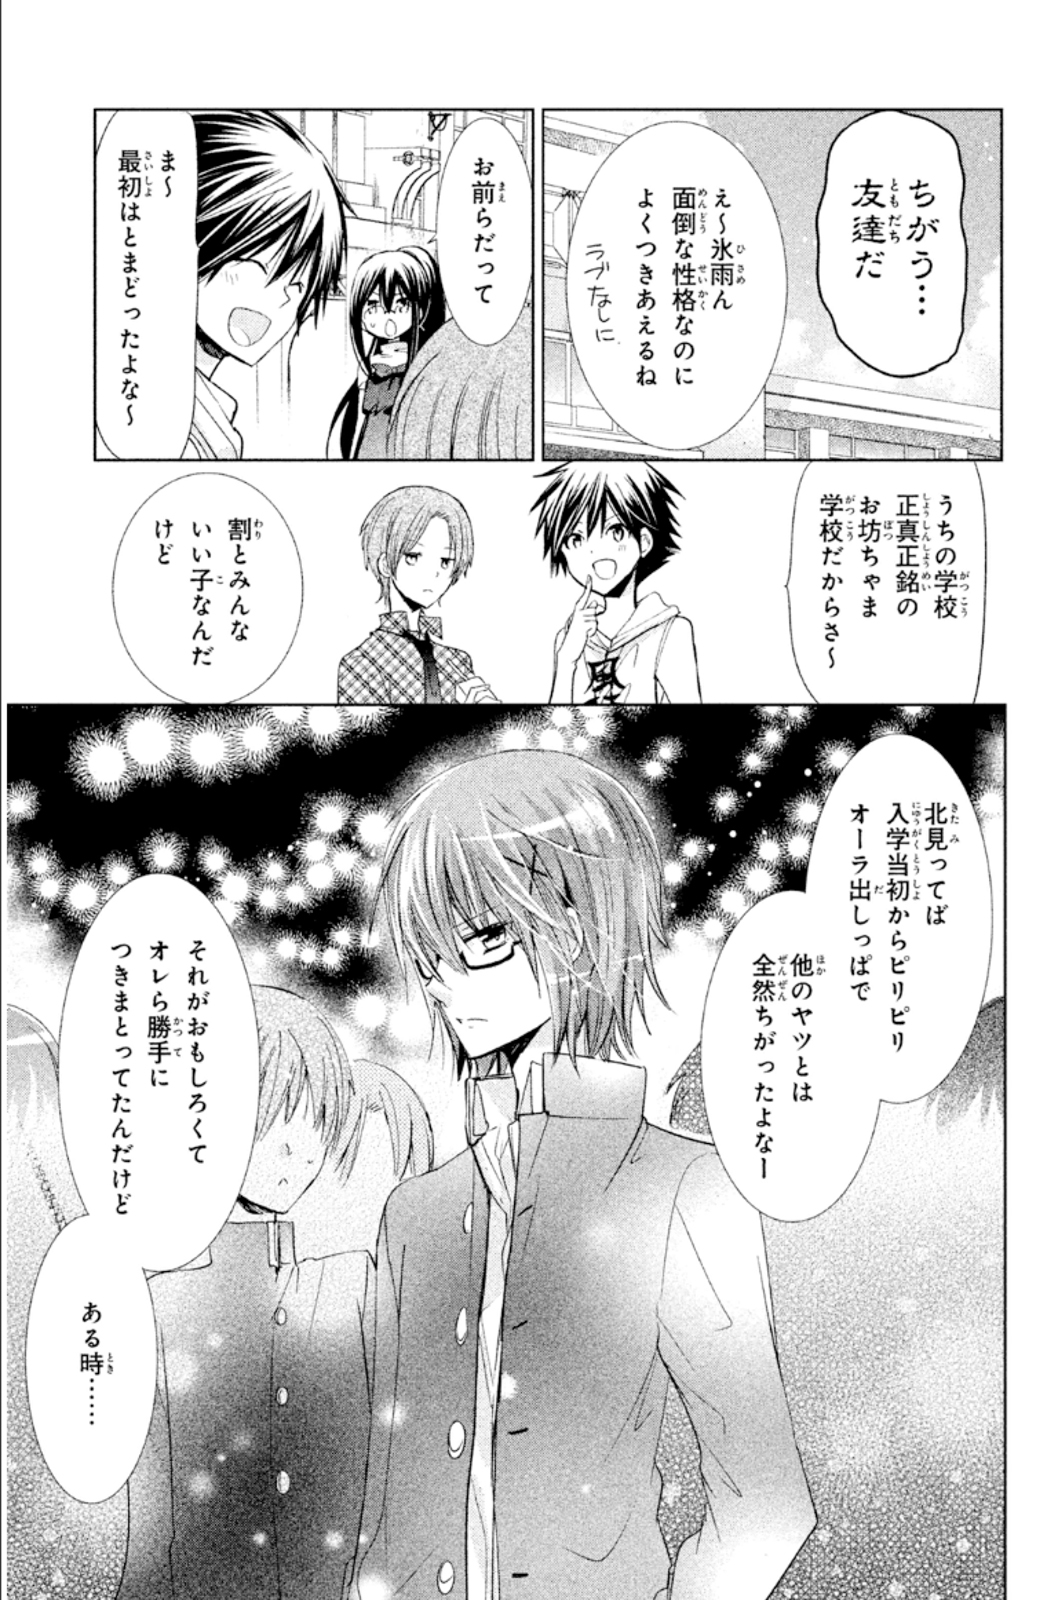 ちがう…
友達だ
え〜氷雨ん
面倒な性格なのに
よくつきあえるね
ラブなしに
お前らだって
ま〜
最初はとまどったよな〜
うちの学校
正真正銘の
お坊ちゃま
学校だからさ〜
割とみんな
いい子なんだ
けど
北見ってば
入学当初からピリピリ
オーラ出しっぱで
他のヤツとは
全然ちがったよなー
それがおもしろくて
オレら勝手に
つきまとってたんだけど
ある時……